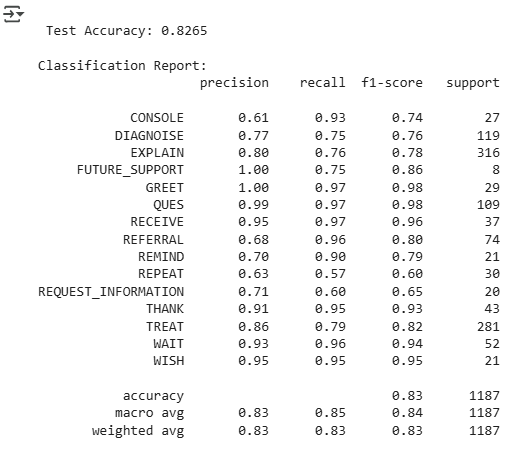 Test Accuracy: 0.8265
Classification Report:
precision recall f1-score support
CONSOLE 0.61 0.93 0.74 27
DIAGNOISE 0.77 0.75 0.76 119
EXPLAIN 0.80 0.76 0.78 316
FUTURE_SUPPORT 1.00 0.75 0.86 8
GREET 1.00 0.97 0.98 29
QUES 0.99 0.97 0.98 109
RECEIVE 0.95 0.97 0.96 37
REFERRAL 0.68 0.96 0.80 74
REMIND 0.70 0.90 0.79 21
REPEAT 0.63 0.57 0.60 30
REQUEST_INFORMATION 0.71 0.60 0.65 20
THANK 0.91 0.95 0.93 43
TREAT 0.86 0.79 0.82 281
WAIT 0.93 0.96 0.94 52
WISH 0.95 0.95 0.95 21
accuracy 0.83 1187
macro avg 0.83 0.85 0.84 1187
weighted avg 0.83 0.83 0.83 1187